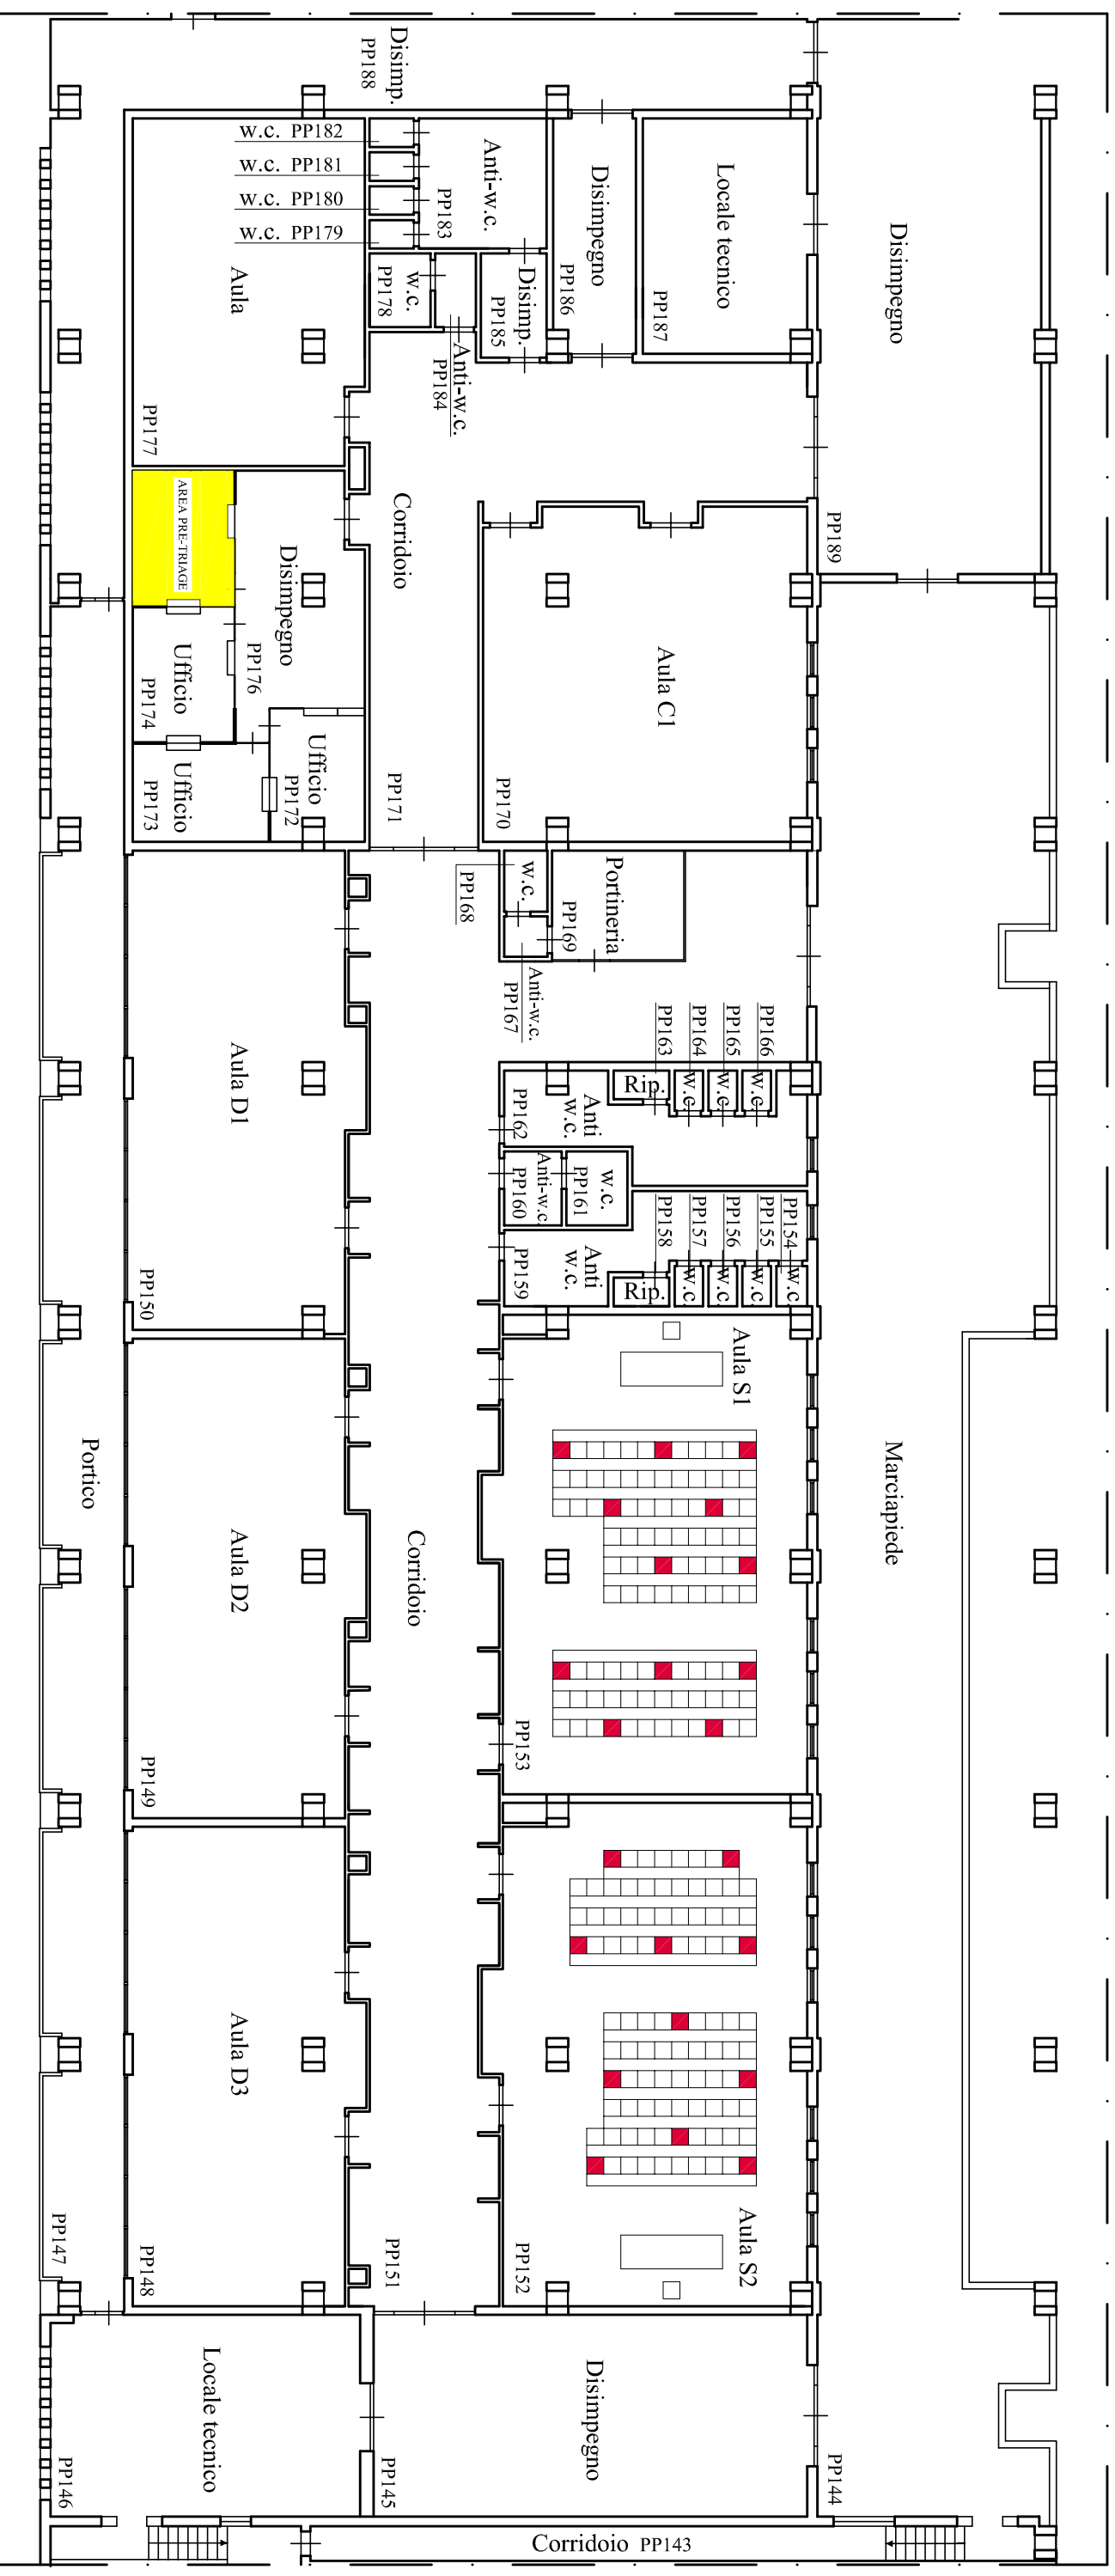 Disimp.
PP188
w.c. PP182
w.c. PP181
w.c. PP180
w.c. PP179
Anti-w.c.
PP183
Disimpegno
PP186
Locale tecnico
PP187
Disimpegno
PP189
Aula
PP177
w.c.
PP178
Disimp.
PP185
Anti-w.c.
PP184
Corridoio
PP171
AREA PRE-TRIAGE
Disimpegno
PP176
Ufficio
PP174
Ufficio
PP173
Ufficio
PP172
Aula C1
PP170
w.c.
PP168
Portineria
PP169
Anti-w.c.
PP167
PP163
PP164
PP165
PP166
Rip.
w.c.
w.c.
w.c.
Anti
w.c.
PP162
Anti-w.c.
PP160
w.c.
PP161
PP158
PP157
PP156
PP155
PP154
Anti
w.c.
PP159
Rip.
w.c.
w.c.
w.c.
w.c.
Aula D1
PP150
Aula S1
PP153
Portico
PP147
Aula D2
PP149
Corridoio
PP151
Marciapiede
PP144
Aula D3
PP148
Aula S2
PP152
Locale tecnico
PP146
Disimpegno
PP145
Corridoio PP143